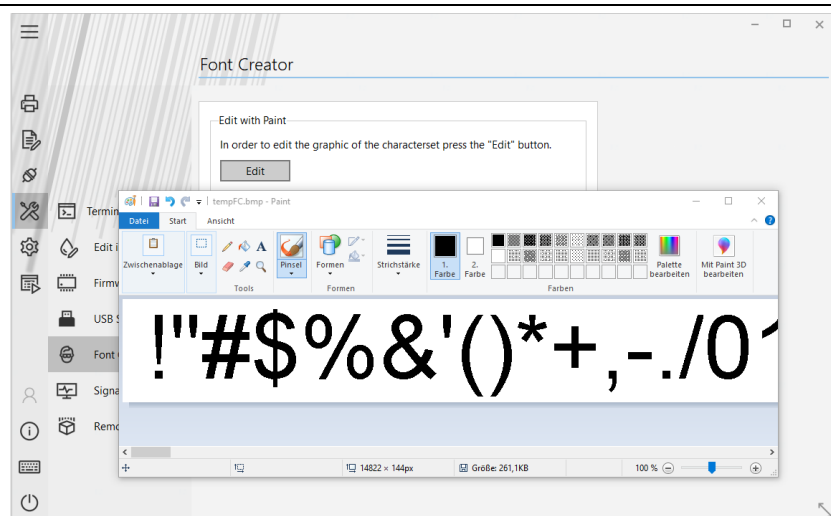 Font Creator
Edit with Paint
In order to edit the graphic of the characterset press the "Edit" button.
Edit
tempFC.bmp - Paint
Datei Start Ansicht
Zwischenablage Bild Pinsel Formen Strichstärke 1. Farbe 2. Farbe Palette bearbeiten Mit Paint 3D bearbeiten
Tools Formen Farben
Termin
Edit i
Firmw
USB S
Font C
Signa
Remo
!"#$%&'()*+,-./01
14822 × 144px Größe: 261,1KB 100 %